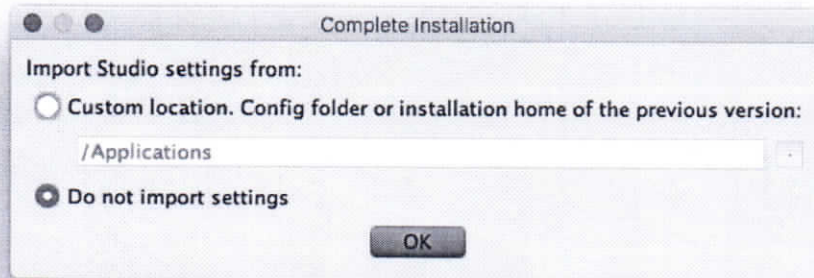 Complete Installation
Import Studio settings from:
Custom location. Config folder or installation home of the previous version:
/Applications
Do not import settings
OK